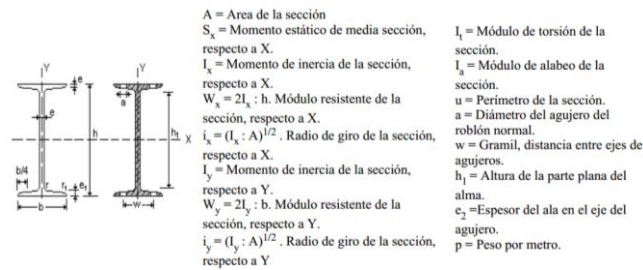 A = Area de la sección
S_x = Momento estático de media sección,
respecto a X.
I_x = Momento de inercia de la sección,
respecto a X.
W_x = 2I_x : h. Módulo resistente de la
sección, respecto a X.
i_x = (I_x : A)^1/2 . Radio de giro de la sección,
respecto a X.
I_y = Momento de inercia de la sección,
respecto a Y.
W_y = 2I_y : b. Módulo resistente de la
sección, respecto a Y.
i_y = (I_y : A)^1/2 . Radio de giro de la sección,
respecto a Y
I_t = Módulo de torsión de la
sección.
I_a = Módulo de alabeo de la
sección.
u = Perímetro de la sección.
a = Diámetro del agujero del
roblón normal.
w = Gramil, distancia entre ejes de
agujeros.
h_1 = Altura de la parte plana del
alma.
e_2 =Espesor del ala en el eje del
agujero.
p = Peso por metro.
Y
Y
e
a
e
h
h_1
X
b/4
r
r_1
e_1
b
w